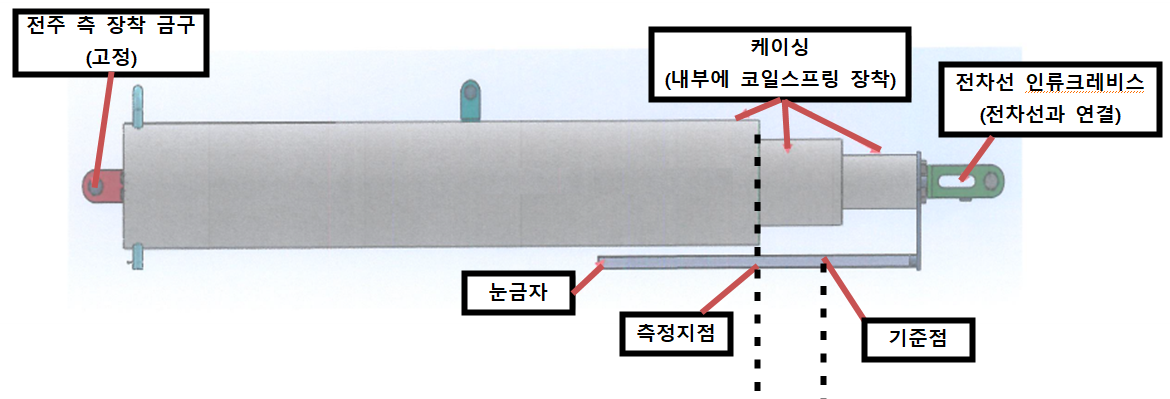 전주 측 장착 금구
(고정)
케이싱
(내부에 코일스프링 장착)
전차선 인류크레비스
(전차선과 연결)
눈금자
측정지점
기준점